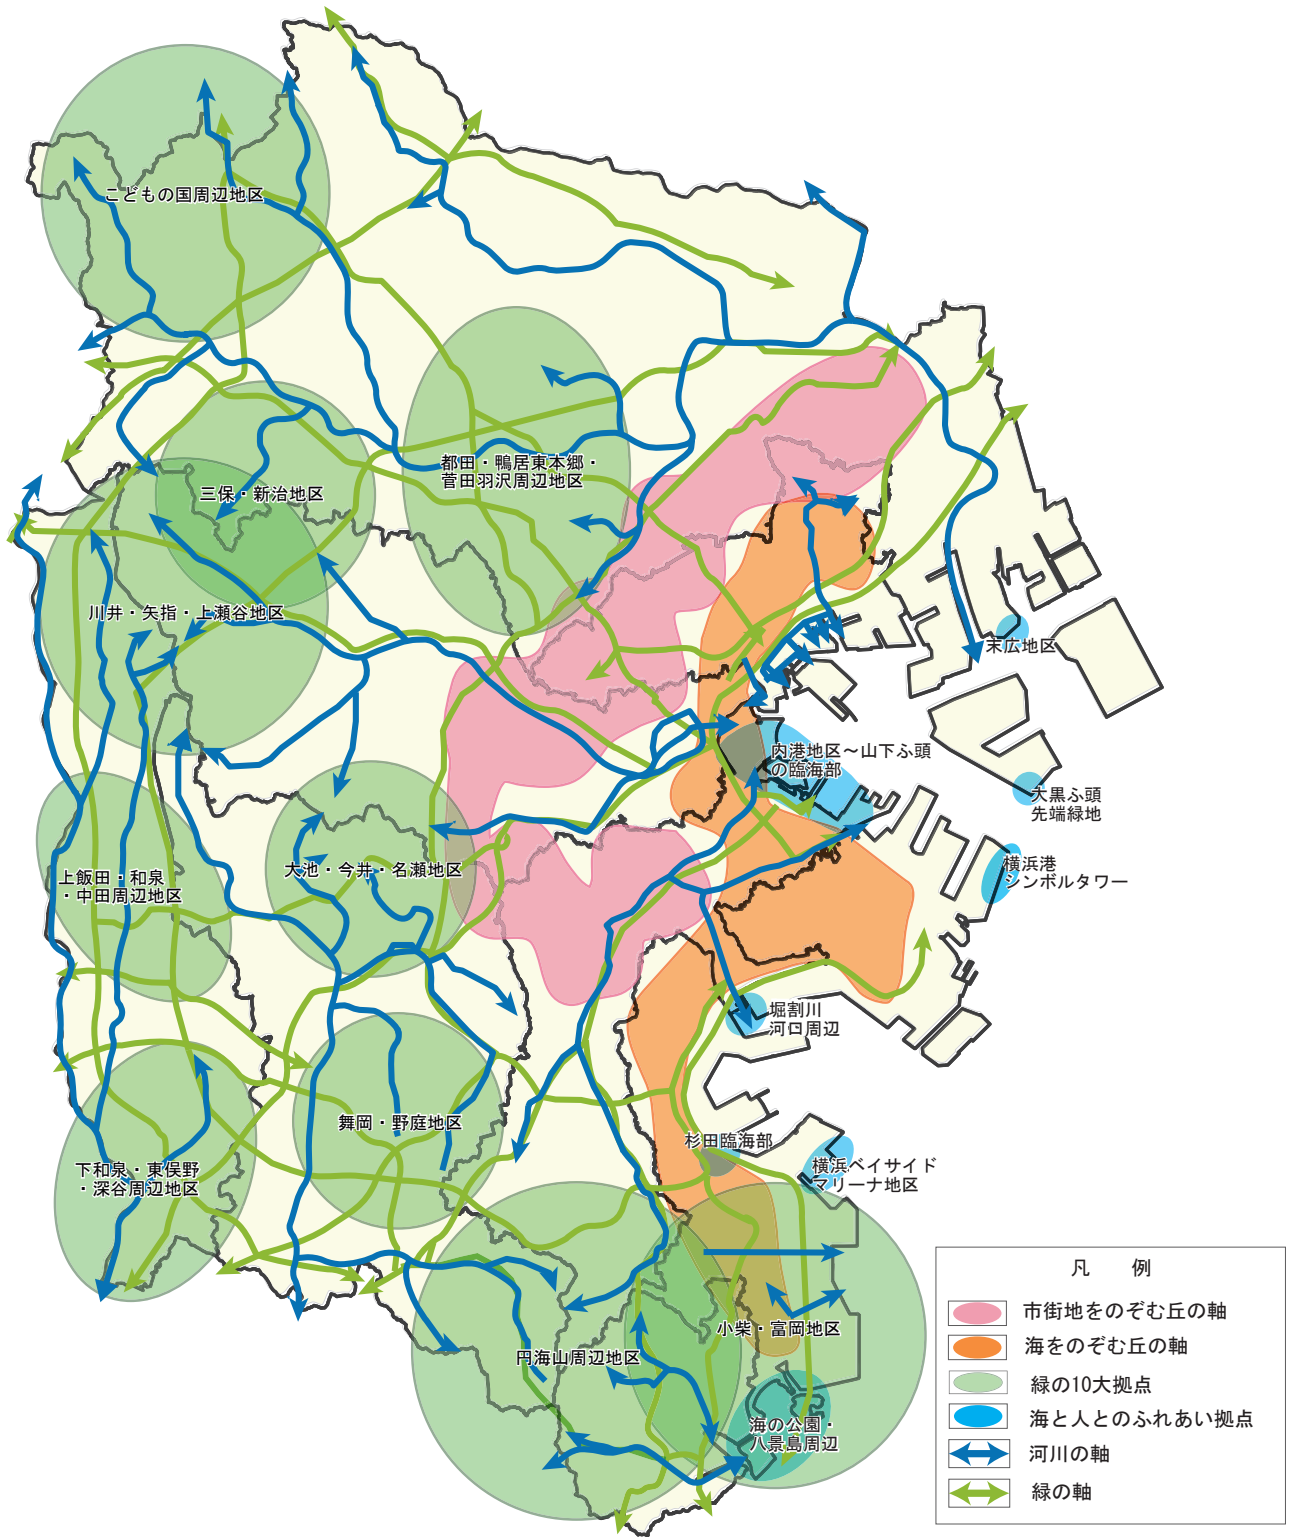 こどもの国周辺地区
三保・新治地区
都田・鴨居東本郷・
菅田羽沢周辺地区
川井・矢指・上瀬谷地区
末広地区
内港地区～山下ふ頭
の臨海部
大黒ふ頭
先端緑地
横浜港
シンボルタワー
上飯田・和泉
・中田周辺地区
大池・今井・名瀬地区
堀割川
河口周辺
舞岡・野庭地区
杉田臨海部
横浜ベイサイド
マリーナ地区
下和泉・東俣野
・深谷周辺地区
小柴・富岡地区
円海山周辺地区
海の公園・
八景島周辺
凡　例
市街地をのぞむ丘の軸
海をのぞむ丘の軸
緑の10大拠点
海と人とのふれあい拠点
河川の軸
緑の軸